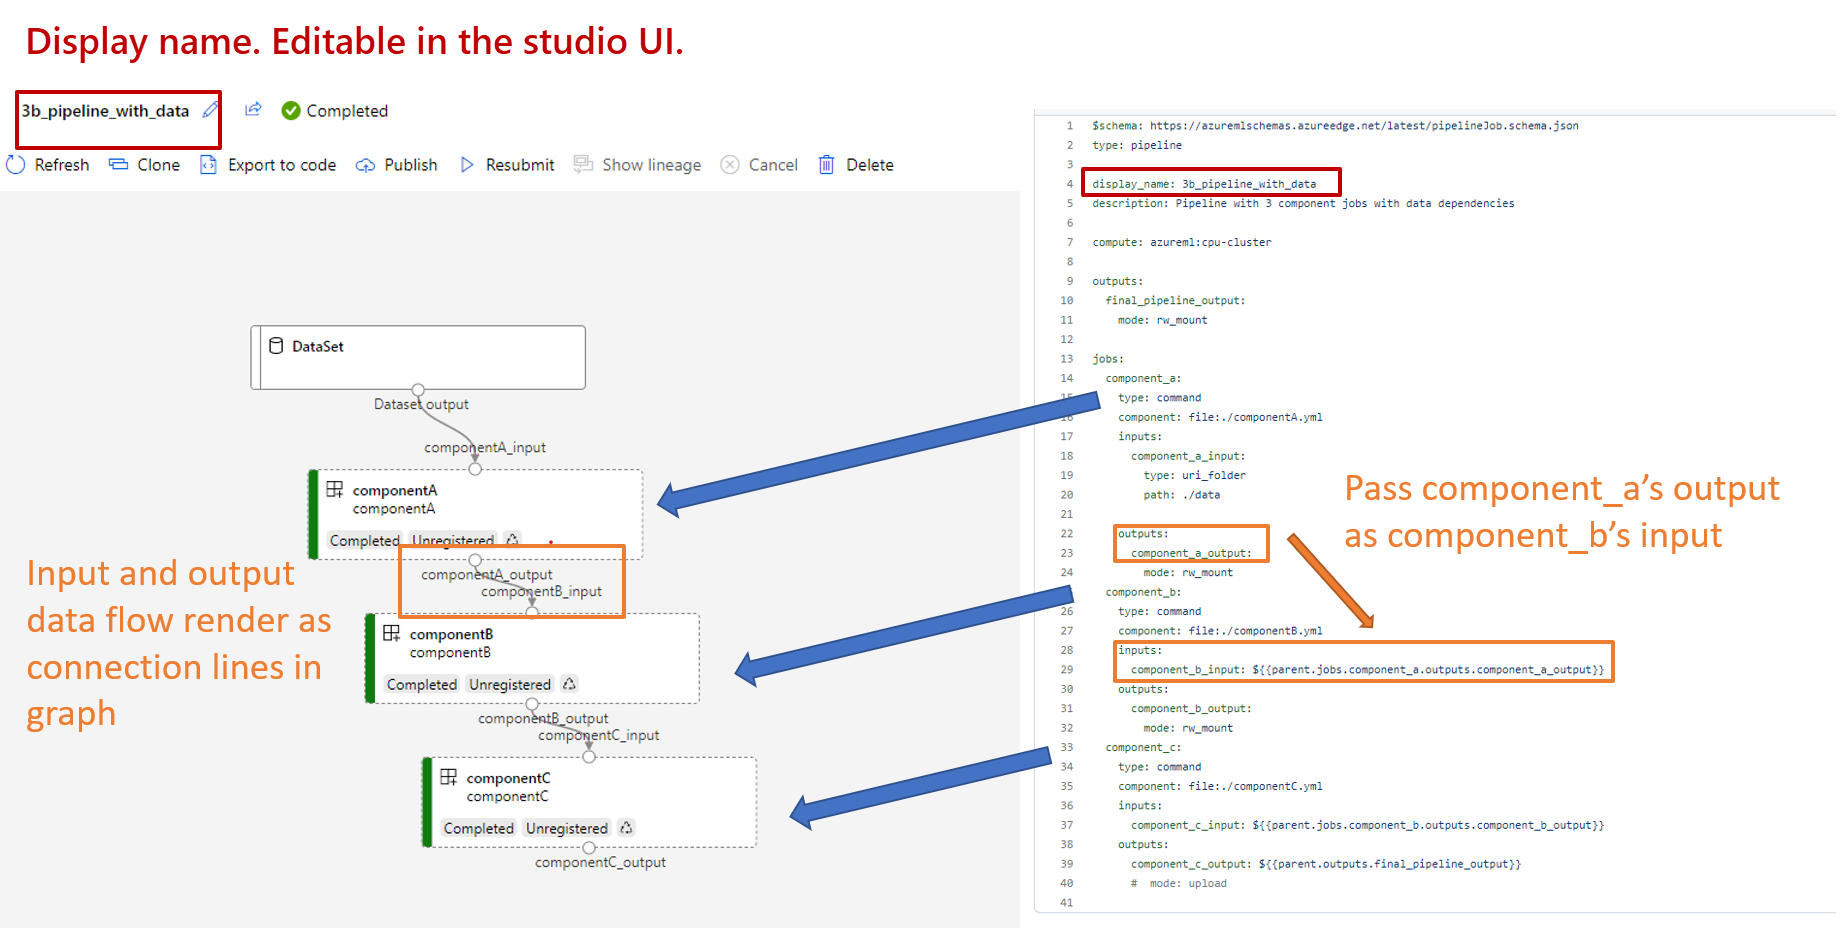 Display name. Editable in the studio UI.
3b_pipeline_with_data
Completed
Refresh Clone Export to code Publish Resubmit Show lineage Cancel Delete
DataSet
Dataset output
componentA_input
componentA
componentA
Completed Unregistered
componentA_output
componentB_input
componentB
componentB
Completed Unregistered
componentB_output
componentC_input
componentC
componentC
Completed Unregistered
componentC_output
Input and output
data flow render as
connection lines in
graph
1 $schema: https://azuremlschemas.azureedge.net/latest/pipelineJob.schema.json
2 type: pipeline
3
4 display_name: 3b_pipeline_with_data
5 description: Pipeline with 3 component jobs with data dependencies
6
7 compute: azureml:cpu-cluster
8
9 outputs:
10 final_pipeline_output:
11 mode: rw_mount
12
13 jobs:
14 component_a:
15 type: command
16 component: file:./componentA.yml
17 inputs:
18 component_a_input:
19 type: uri_folder
20 path: ./data
21
22 outputs:
23 component_a_output:
24 mode: rw_mount
component_b:
26 type: command
27 component: file:./componentB.yml
28 inputs:
29 component_b_input: ${{parent.jobs.component_a.outputs.component_a_output}}
30 outputs:
31 component_b_output:
32 mode: rw_mount
33 component_c:
34 type: command
35 component: file:./componentC.yml
36 inputs:
37 component_c_input: ${{parent.jobs.component_b.outputs.component_b_output}}
38 outputs:
39 component_c_output: ${{parent.outputs.final_pipeline_output}}
40 # mode: upload
41
Pass component_a’s output
as component_b’s input